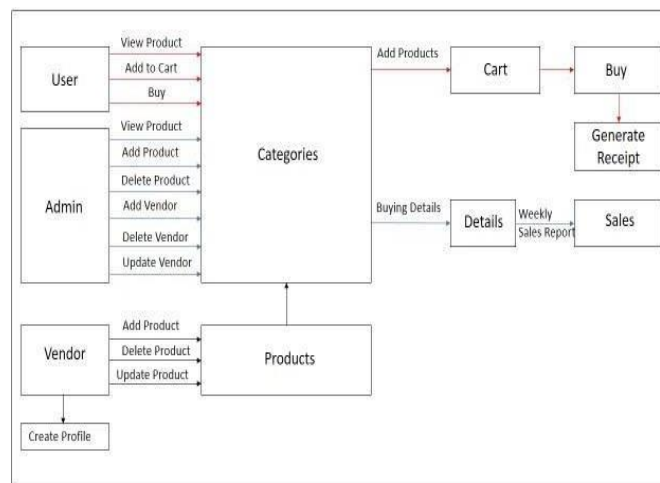 View Product
User
Add to Cart
Buy
Add Products
Cart
Buy
Generate
Receipt
View Product
Add Product
Categories
Admin
Delete Product
Add Vendor
Delete Vendor
Update Vendor
Buying Details
Details
Weekly
Sales Report
Sales
Vendor
Add Product
Delete Product
Update Product
Products
Create Profile